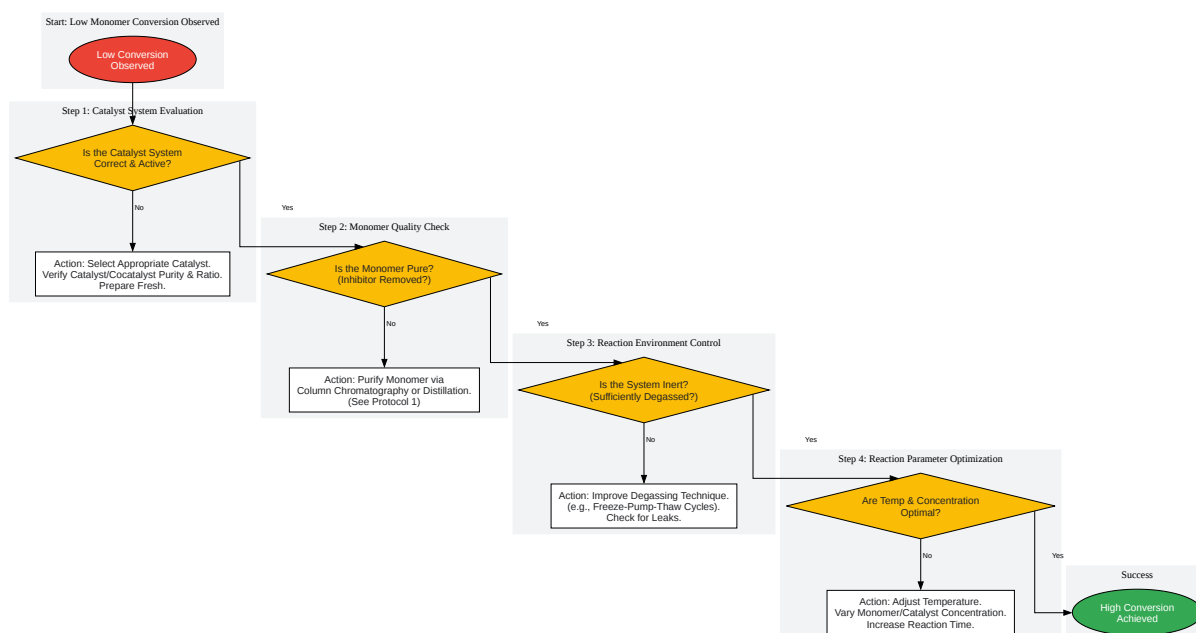 Start: Low Monomer Conversion Observed
Low Conversion
Observed
Step 1: Catalyst System Evaluation
Is the Catalyst System
Correct & Active?
No
Yes
Action: Select Appropriate Catalyst.
Verify Catalyst/Cocatalyst Purity & Ratio.
Prepare Fresh.
Step 2: Monomer Quality Check
Is the Monomer Pure?
(Inhibitor Removed?)
No
Yes
Action: Purify Monomer via
Column Chromatography or Distillation.
(See Protocol 1)
Step 3: Reaction Environment Control
Is the System Inert?
(Sufficiently Degassed?)
No
Yes
Action: Improve Degassing Technique.
(e.g., Freeze-Pump-Thaw Cycles).
Check for Leaks.
Step 4: Reaction Parameter Optimization
Are Temp & Concentration
Optimal?
No
Yes
Action: Adjust Temperature.
Vary Monomer/Catalyst Concentration.
Increase Reaction Time.
Success
High Conversion
Achieved